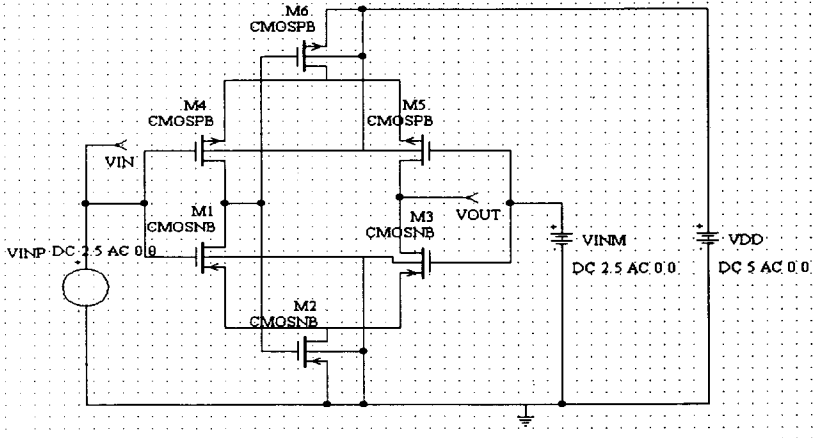 M6
CMOSPB
M4
CMOSPB
M5
CMOSPB
VIN
M1
CMOSNB
VOUT
M3
CMOSNB
VINP DC 2.5 AC 0 0
VINM
DC 2.5 AC 0 0
VDD
DC 5 AC 0 0
M2
CMOSNB